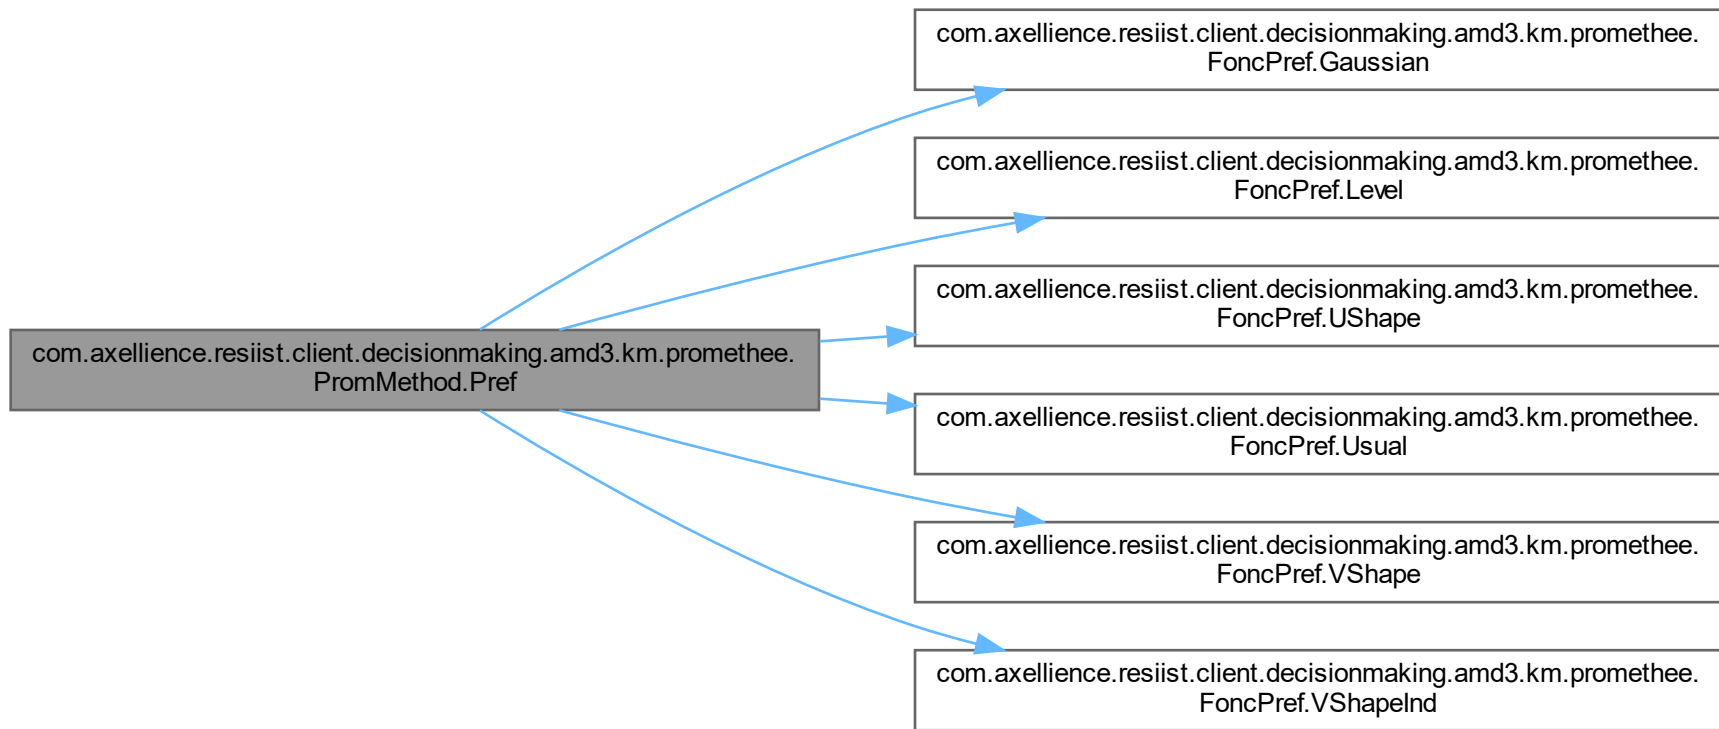 com.axellience.resiist.client.decisionmaking.amd3.km.promethee.
FoncPref.Gaussian
com.axellience.resiist.client.decisionmaking.amd3.km.promethee.
FoncPref.Level
com.axellience.resiist.client.decisionmaking.amd3.km.promethee.
FoncPref.UShape
com.axellience.resiist.client.decisionmaking.amd3.km.promethee.
PromMethod.Pref
com.axellience.resiist.client.decisionmaking.amd3.km.promethee.
FoncPref.Usual
com.axellience.resiist.client.decisionmaking.amd3.km.promethee.
FoncPref.VShape
com.axellience.resiist.client.decisionmaking.amd3.km.promethee.
FoncPref.VShapeInd